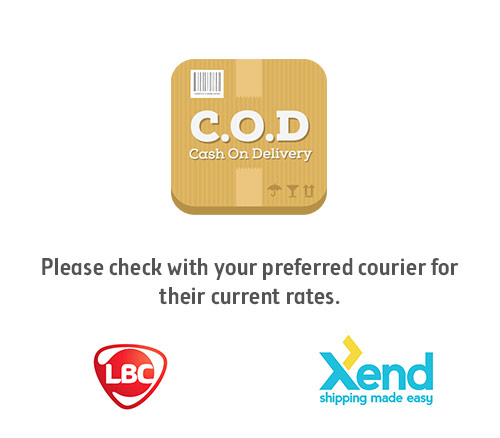 C.O.D
Cash On Delivery
Please check with your preferred courier for
their current rates.
LBC
Xend
shipping made easy